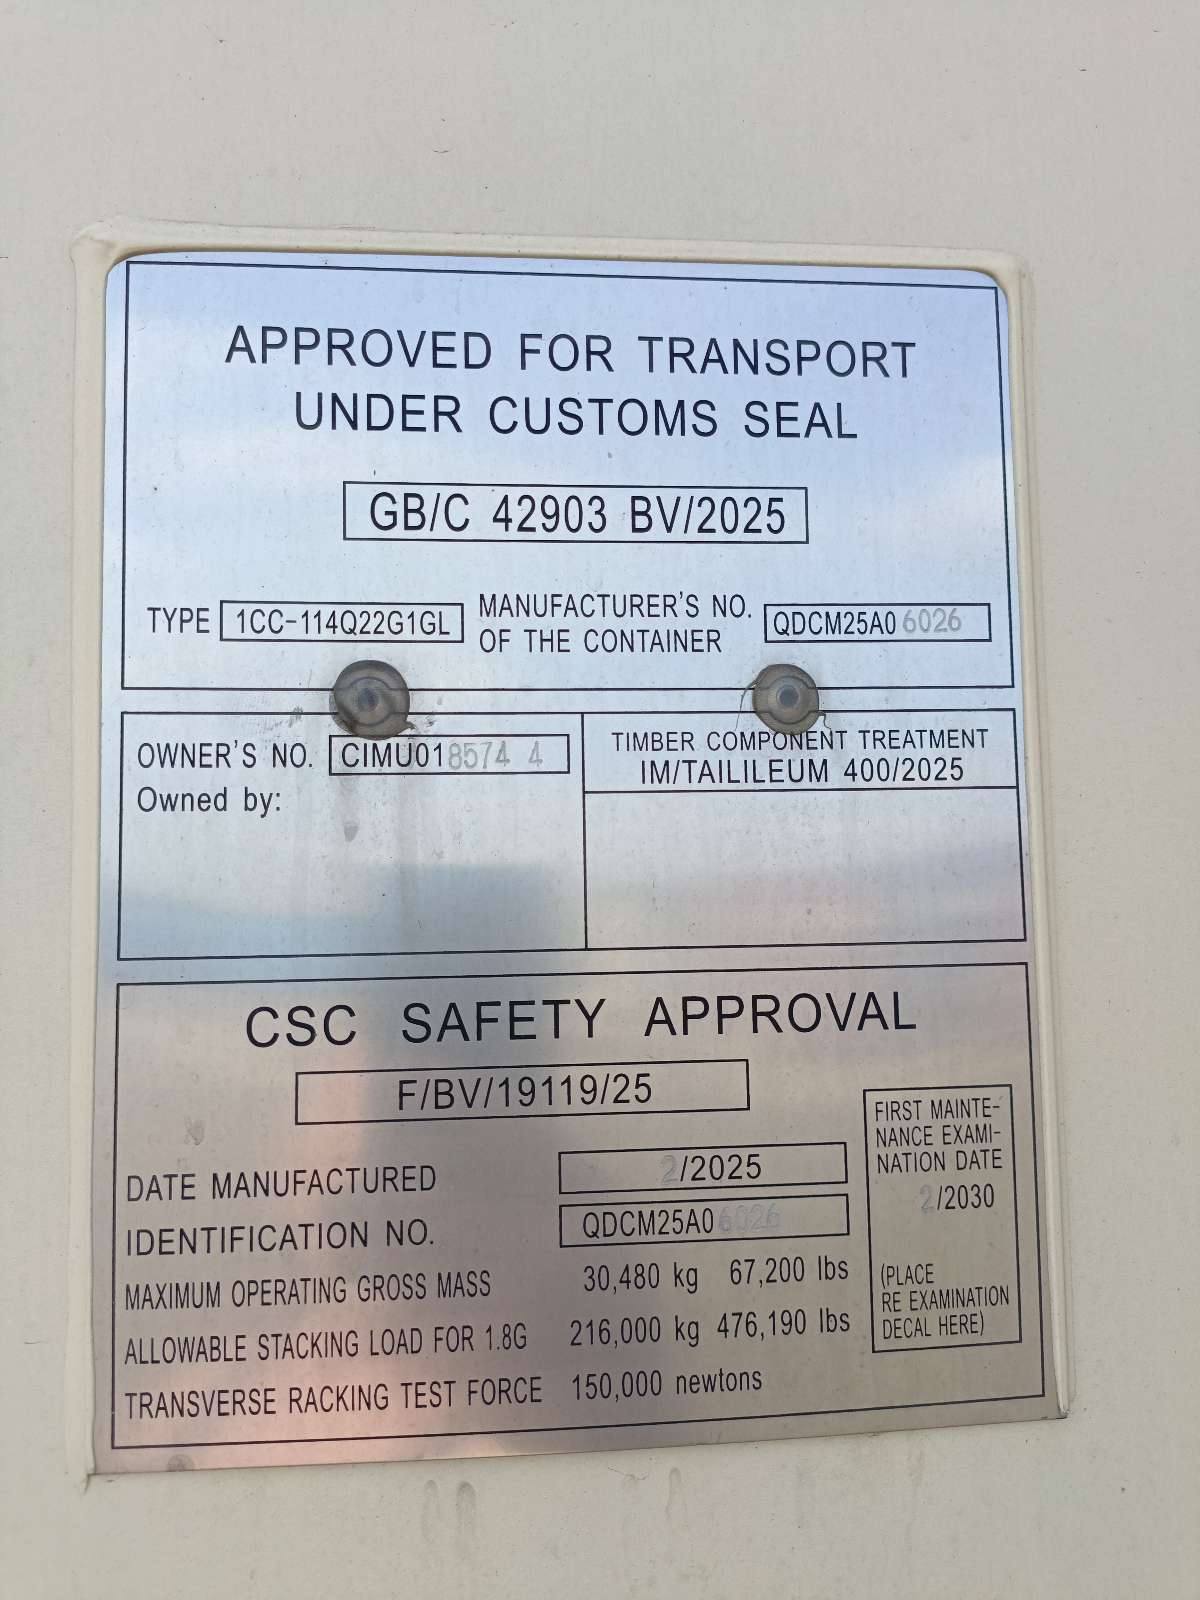 APPROVED FOR TRANSPORT
UNDER CUSTOMS SEAL
GB/C 42903 BV/2025
TYPE 1CC-114Q22G1GL MANUFACTURER'S NO. OF THE CONTAINER QDCM25A06026
OWNER'S NO. CIMU018574 4
Owned by:
TIMBER COMPONENT TREATMENT
IM/TAILILEUM 400/2025
CSC SAFETY APPROVAL
F/BV/19119/25
DATE MANUFACTURED 2/2025
IDENTIFICATION NO. QDCM25A06026
MAXIMUM OPERATING GROSS MASS 30,480 kg 67,200 lbs
ALLOWABLE STACKING LOAD FOR 1.8G 216,000 kg 476,190 lbs
TRANSVERSE RACKING TEST FORCE 150,000 newtons
FIRST MAINTE-
NANCE EXAMI-
NATION DATE
2/2030
(PLACE
RE EXAMINATION
DECAL HERE)